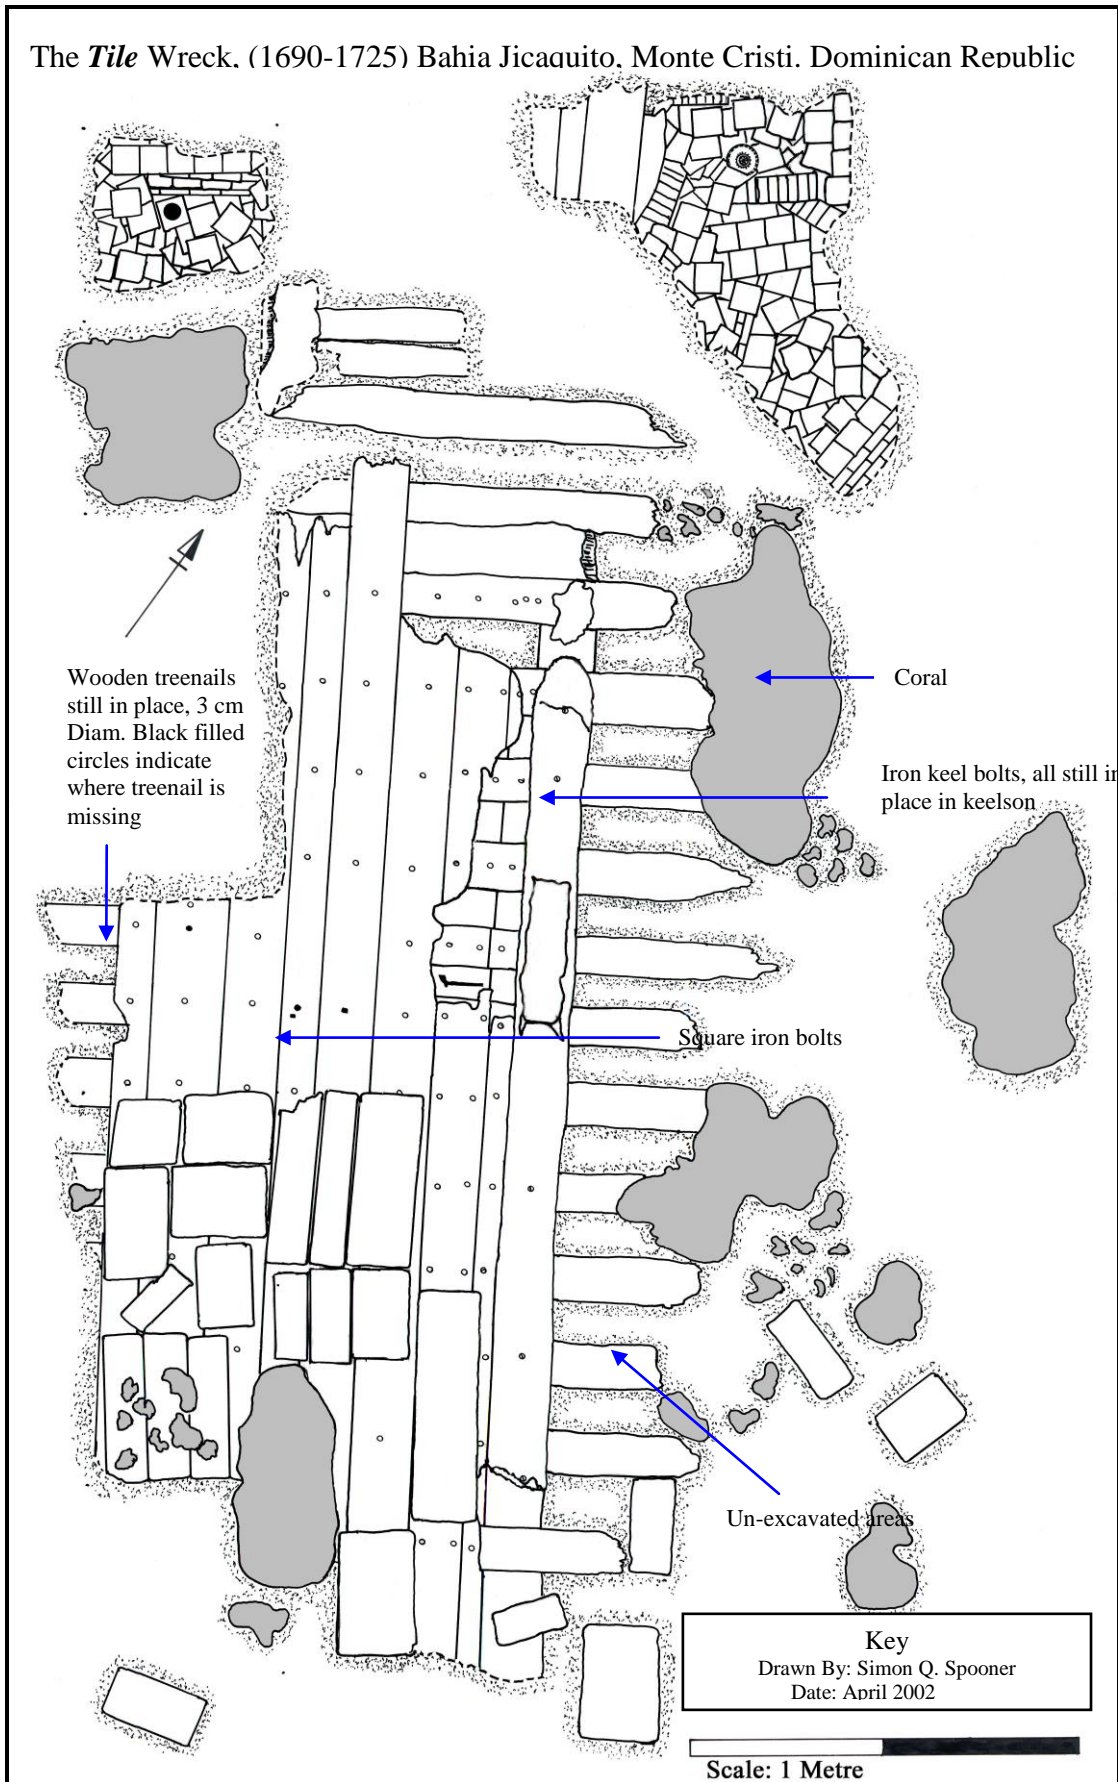 The Tile Wreck, (1690-1725) Bahia Jicaquito, Monte Cristi. Dominican Republic
Wooden treenails
still in place, 3 cm
Diam. Black filled
circles indicate
where treenail is
missing
Coral
Iron keel bolts, all still in
place in keelson
Square iron bolts
Un-excavated areas
Key
Drawn By: Simon Q. Spooner
Date: April 2002
Scale: 1 Metre